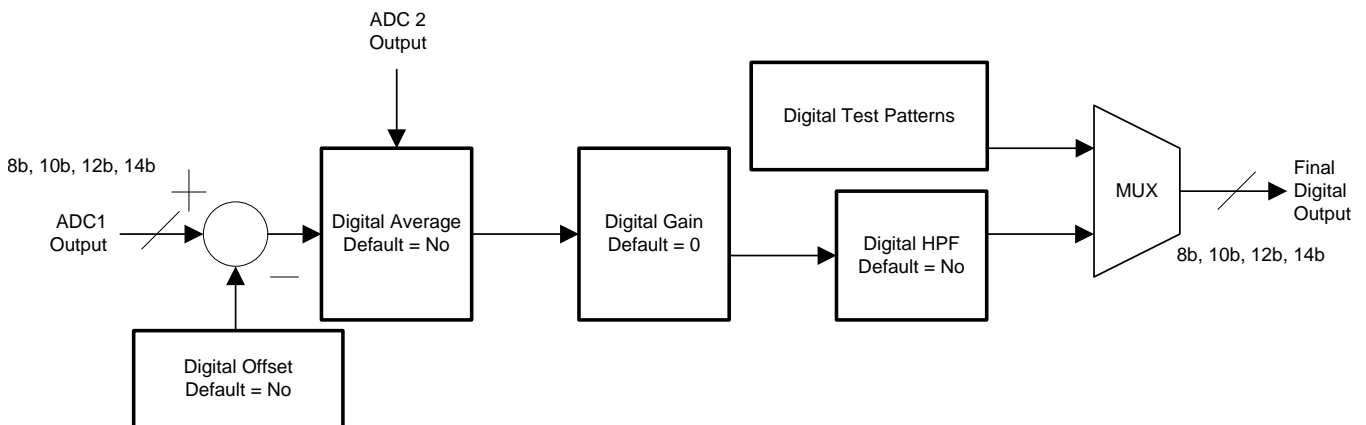 ADC 2
Output
8b, 10b, 12b, 14b
ADC1
Output
Digital Offset
Default = No
Digital Average
Default = No
Digital Gain
Default = 0
Digital Test Patterns
Digital HPF
Default = No
MUX
Final
Digital
Output
8b, 10b, 12b, 14b